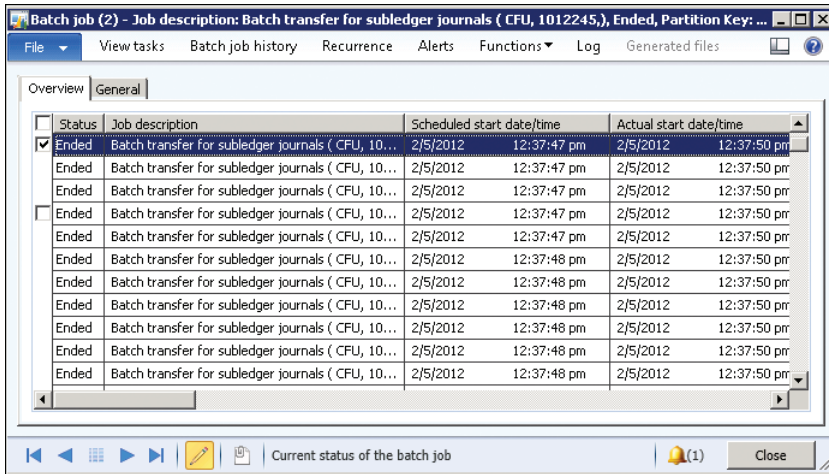 Batch job (2) - Job description: Batch transfer for subledger journals ( CFU, 1012245,), Ended, Partition Key: ...
File View tasks Batch job history Recurrence Alerts Functions Log Generated files
Overview General
Status Job description Scheduled start date/time Actual start date/time
Ended Batch transfer for subledger journals ( CFU, 10... 2/5/2012 12:37:47 pm 2/5/2012 12:37:50 pm
Ended Batch transfer for subledger journals ( CFU, 10... 2/5/2012 12:37:47 pm 2/5/2012 12:37:50 pm
Ended Batch transfer for subledger journals ( CFU, 10... 2/5/2012 12:37:47 pm 2/5/2012 12:37:50 pm
Ended Batch transfer for subledger journals ( CFU, 10... 2/5/2012 12:37:47 pm 2/5/2012 12:37:50 pm
Ended Batch transfer for subledger journals ( CFU, 10... 2/5/2012 12:37:47 pm 2/5/2012 12:37:50 pm
Ended Batch transfer for subledger journals ( CFU, 10... 2/5/2012 12:37:48 pm 2/5/2012 12:37:50 pm
Ended Batch transfer for subledger journals ( CFU, 10... 2/5/2012 12:37:48 pm 2/5/2012 12:37:50 pm
Ended Batch transfer for subledger journals ( CFU, 10... 2/5/2012 12:37:48 pm 2/5/2012 12:37:50 pm
Ended Batch transfer for subledger journals ( CFU, 10... 2/5/2012 12:37:48 pm 2/5/2012 12:37:50 pm
Ended Batch transfer for subledger journals ( CFU, 10... 2/5/2012 12:37:48 pm 2/5/2012 12:37:50 pm
Ended Batch transfer for subledger journals ( CFU, 10... 2/5/2012 12:37:48 pm 2/5/2012 12:37:50 pm
Current status of the batch job (1) Close